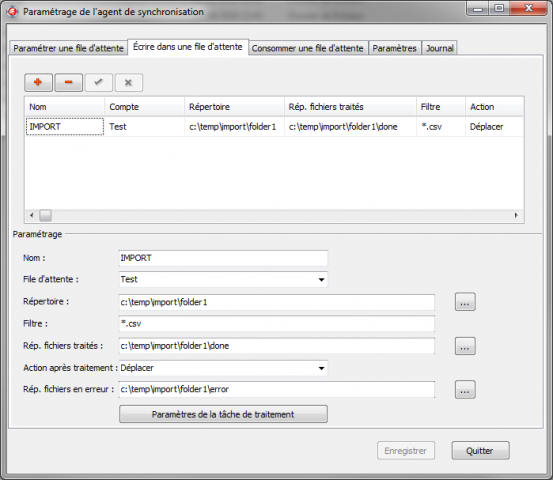 Paramétrage de l'agent de synchronisation
Paramétrer une file d'attente Écrire dans une file d'attente Consommer une file d'attente Paramètres Journal
Nom Compte Répertoire Rép. fichiers traités Filtre Action
IMPORT Test c:\temp\import\folder1 c:\temp\import\folder1\done *.csv Déplacer
Paramétrage
Nom : IMPORT
File d'attente : Test
Répertoire : c:\temp\import\folder1 ...
Filtre : *.csv
Rép. fichiers traités : c:\temp\import\folder1\done ...
Action après traitement : Déplacer
Rép. fichiers en erreur : c:\temp\import\folder1\error ...
Paramètres de la tâche de traitement
Enregistrer Quitter